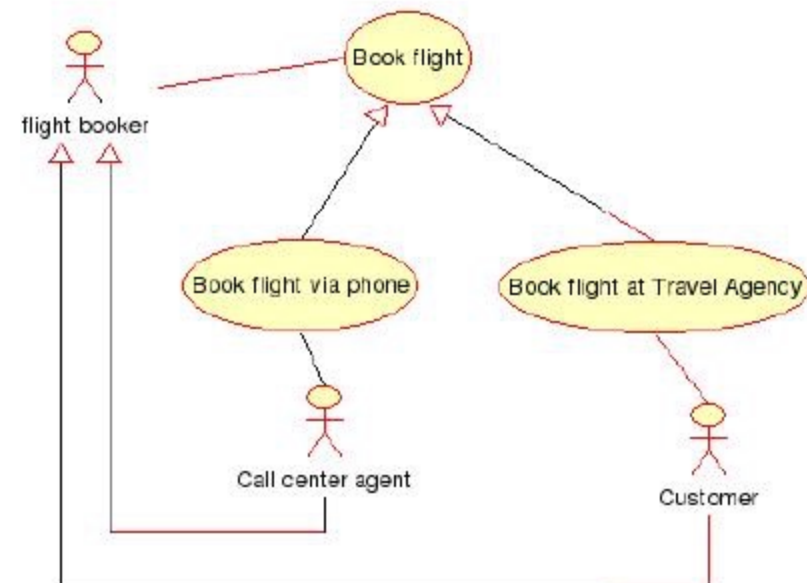 Book flight
flight booker
Book flight via phone
Book flight at Travel Agency
Call center agent
Customer